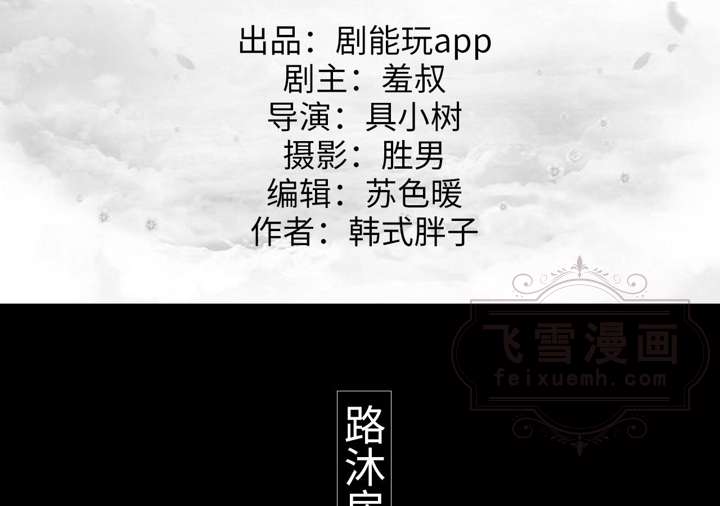 出品：剧能玩app
剧主：羞叔
导演：具小树
摄影：胜男
编辑：苏色暖
作者：韩式胖子
飞雪漫画
feixuemh.com
路沐